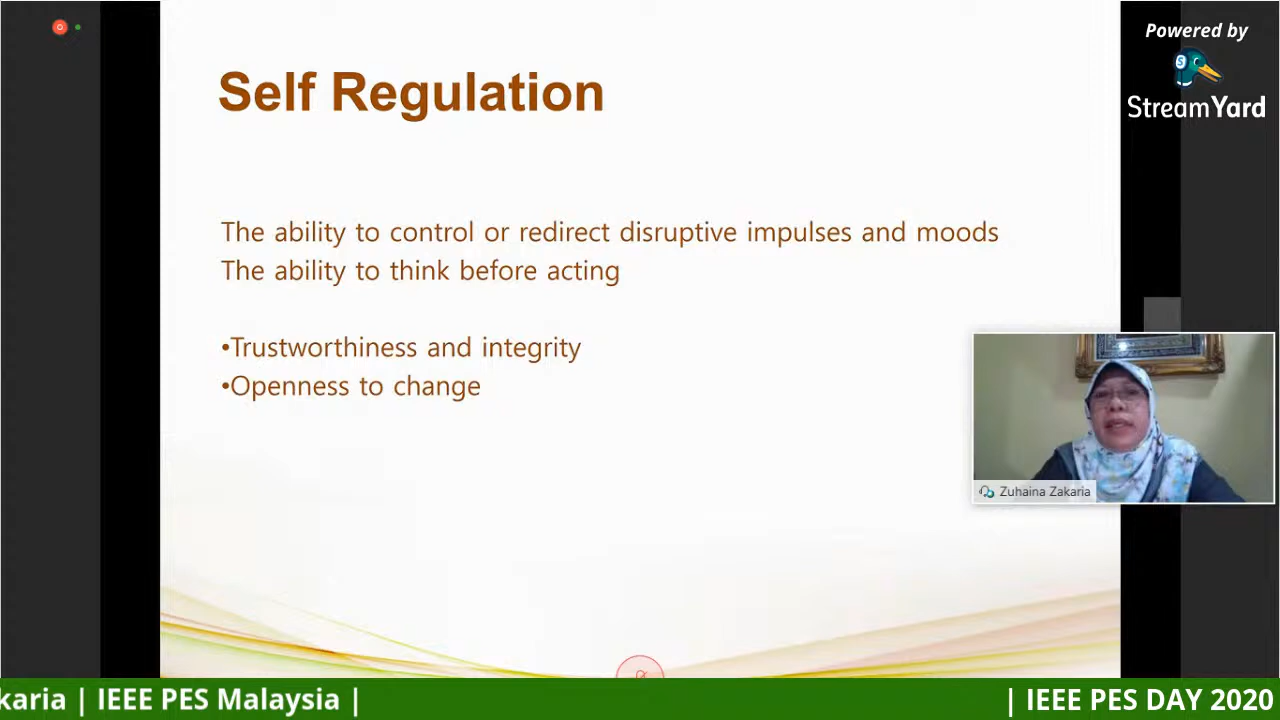 Powered by
StreamYard
Self Regulation
The ability to control or redirect disruptive impulses and moods
The ability to think before acting
•Trustworthiness and integrity
•Openness to change
Zuhaina Zakaria
karia | IEEE PES Malaysia |
| IEEE PES DAY 2020